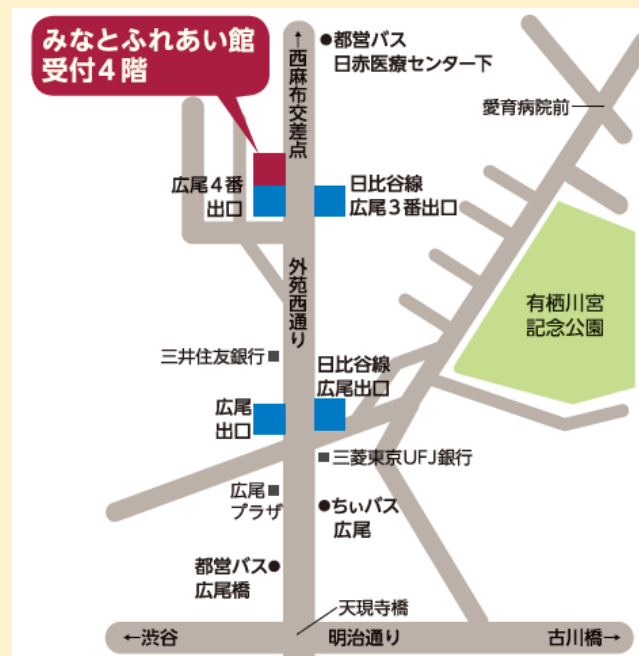 みなとふれあい館
受付4階
↑西麻布交差点
都営バス
日赤医療センター下
愛育病院前
広尾4番
出口
日比谷線
広尾3番出口
外苑西通り
有栖川宮
記念公園
三井住友銀行
日比谷線
広尾出口
広尾
出口
三菱東京UFJ銀行
広尾
プラザ
ちぃバス
広尾
都営バス
広尾橋
天現寺橋
←渋谷
明治通り
古川橋→